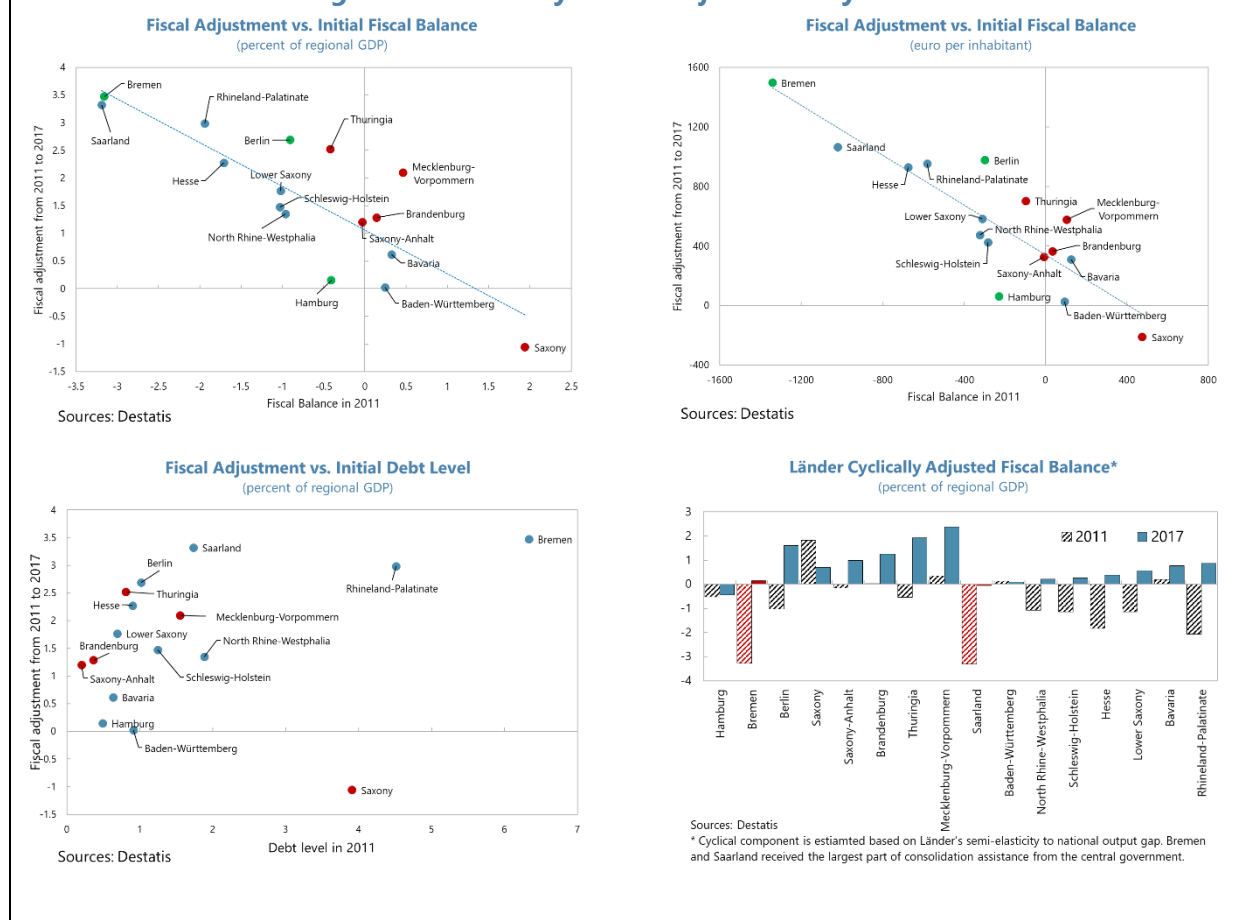 Fiscal Adjustment vs. Initial Fiscal Balance
(percent of regional GDP)
Fiscal adjustment from 2011 to 2017
4
3.5
3
2.5
2
1.5
1
0.5
0
-0.5
-1
-1.5
Bremen
Rhineland-Palatinate
Saarland
Berlin
Thuringia
Hesse
Lower Saxony
Mecklenburg-
Vorpommern
Schleswig-Holstein
Brandenburg
North Rhine-Westphalia
Saxony-Anhalt
Bavaria
Hamburg
Baden-Württemberg
Saxony
-3.5
-3
-2.5
-2
-1.5
-1
-0.5
0
0.5
1
1.5
2
2.5
Fiscal Balance in 2011
Sources: Destatis
Fiscal Adjustment vs. Initial Fiscal Balance
(euro per inhabitant)
Fiscal adjustment from 2011 to 2017
1600
1200
800
400
0
-400
Bremen
Saarland
Berlin
Hesse
Rhineland-Palatinate
Thuringia
Mecklenburg-
Vorpommern
Lower Saxony
North Rhine-Westphalia
Schleswig-Holstein
Brandenburg
Saxony-Anhalt
Bavaria
Hamburg
Baden-Württemberg
Saxony
-1600
-1200
-800
-400
0
400
800
Fiscal Balance in 2011
Sources: Destatis
Fiscal Adjustment vs. Initial Debt Level
(percent of regional GDP)
Fiscal adjustment from 2011 to 2017
4
3.5
3
2.5
2
1.5
1
0.5
0
-0.5
-1
-1.5
Saarland
Bremen
Berlin
Rhineland-Palatinate
Thuringia
Hesse
Mecklenburg-Vorpommern
Lower Saxony
North Rhine-Westphalia
Brandenburg
Saxony-Anhalt
Schleswig-Holstein
Bavaria
Hamburg
Baden-Württemberg
Saxony
0
1
2
3
4
5
6
7
Debt level in 2011
Sources: Destatis
Länder Cyclically Adjusted Fiscal Balance*
(percent of regional GDP)
3
2
1
0
-1
-2
-3
-4
2011
2017
Hamburg
Bremen
Berlin
Saxony
Saxony-Anhalt
Brandenburg
Thuringia
Mecklenburg-Vorpommern
Saarland
Baden-Württemberg
North Rhine-Westphalia
Schleswig-Holstein
Hesse
Lower Saxony
Bavaria
Rhineland-Palatinate
Sources: Destatis
* Cyclical component is estiamted based on Länder's semi-elasticity to national output gap. Bremen
and Saarland received the largest part of consolidation assistance from the central government.